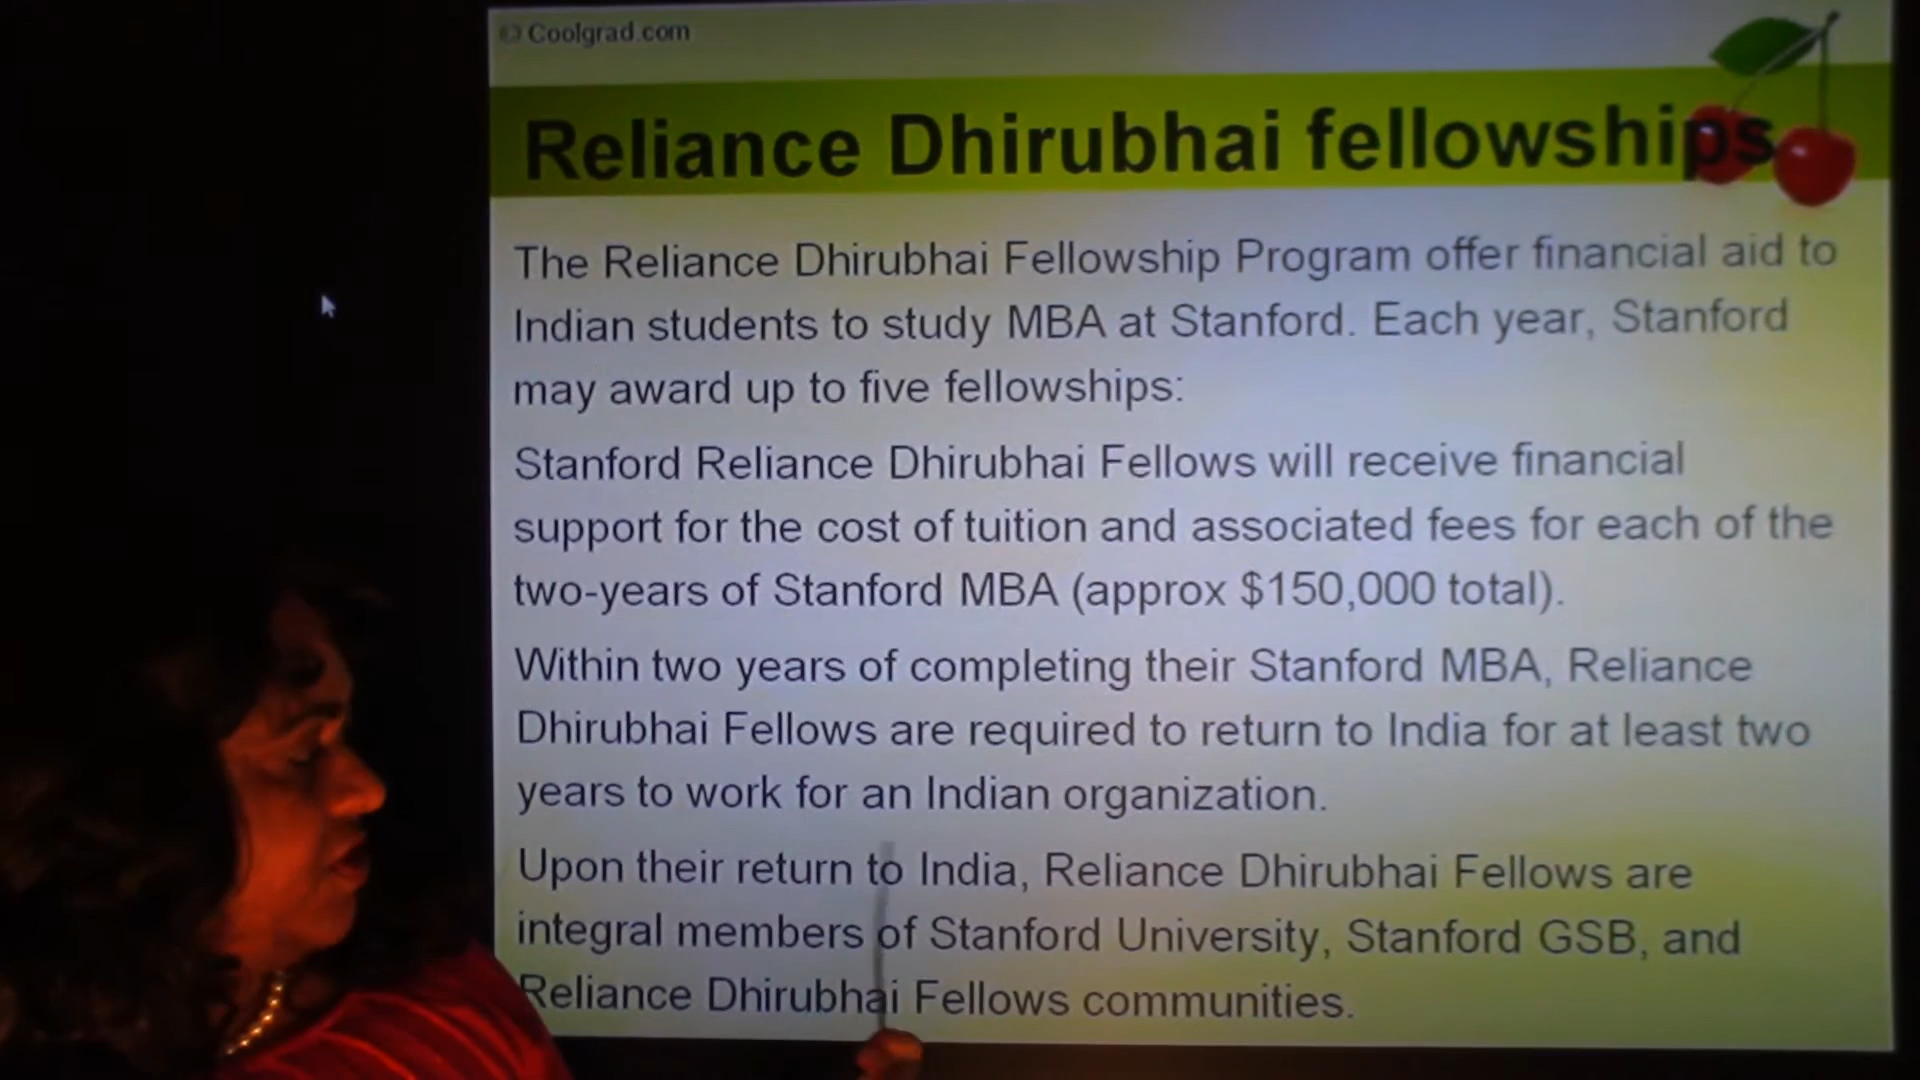 © Coolgrad.com
Reliance Dhirubhai fellowships
The Reliance Dhirubhai Fellowship Program offer financial aid to
Indian students to study MBA at Stanford. Each year, Stanford
may award up to five fellowships:
Stanford Reliance Dhirubhai Fellows will receive financial
support for the cost of tuition and associated fees for each of the
two-years of Stanford MBA (approx $150,000 total).
Within two years of completing their Stanford MBA, Reliance
Dhirubhai Fellows are required to return to India for at least two
years to work for an Indian organization.
Upon their return to India, Reliance Dhirubhai Fellows are
integral members of Stanford University, Stanford GSB, and
Reliance Dhirubhai Fellows communities.